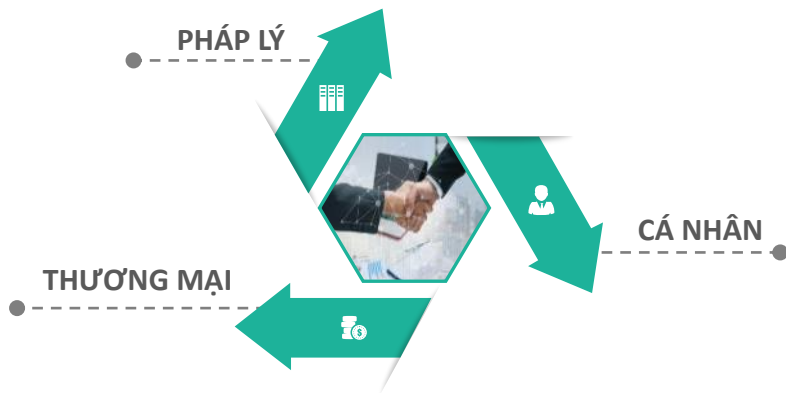 PHÁP LÝ
CÁ NHÂN
THƯƠNG MẠI
$